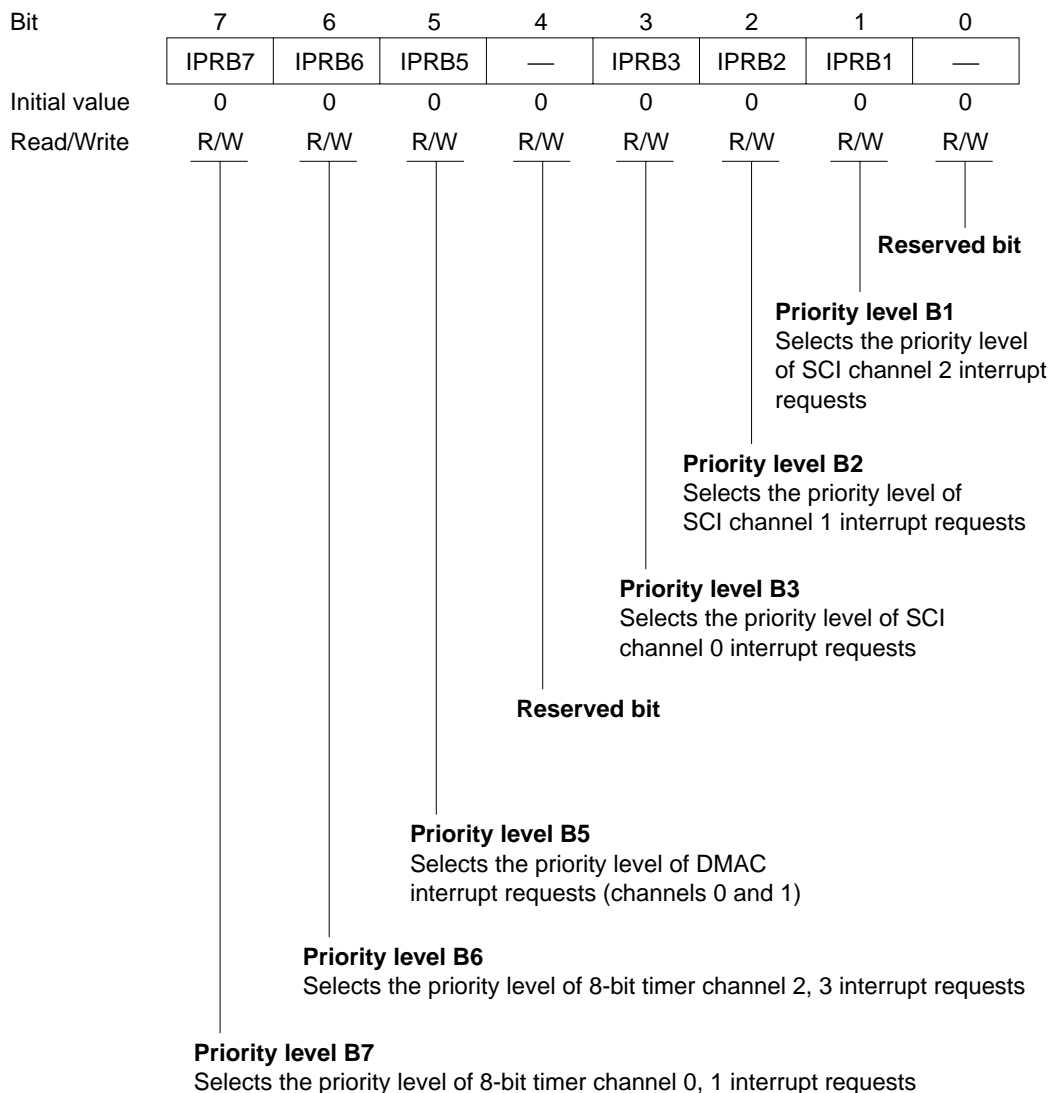 Bit 7 6 5 4 3 2 1 0
IPRB7 IPRB6 IPRB5 — IPRB3 IPRB2 IPRB1 —
Initial value 0 0 0 0 0 0 0 0
Read/Write R/W R/W R/W R/W R/W R/W R/W R/W
Reserved bit
Priority level B1
Selects the priority level
of SCI channel 2 interrupt
requests
Priority level B2
Selects the priority level of
SCI channel 1 interrupt requests
Priority level B3
Selects the priority level of SCI
channel 0 interrupt requests
Reserved bit
Priority level B5
Selects the priority level of DMAC
interrupt requests (channels 0 and 1)
Priority level B6
Selects the priority level of 8-bit timer channel 2, 3 interrupt requests
Priority level B7
Selects the priority level of 8-bit timer channel 0, 1 interrupt requests